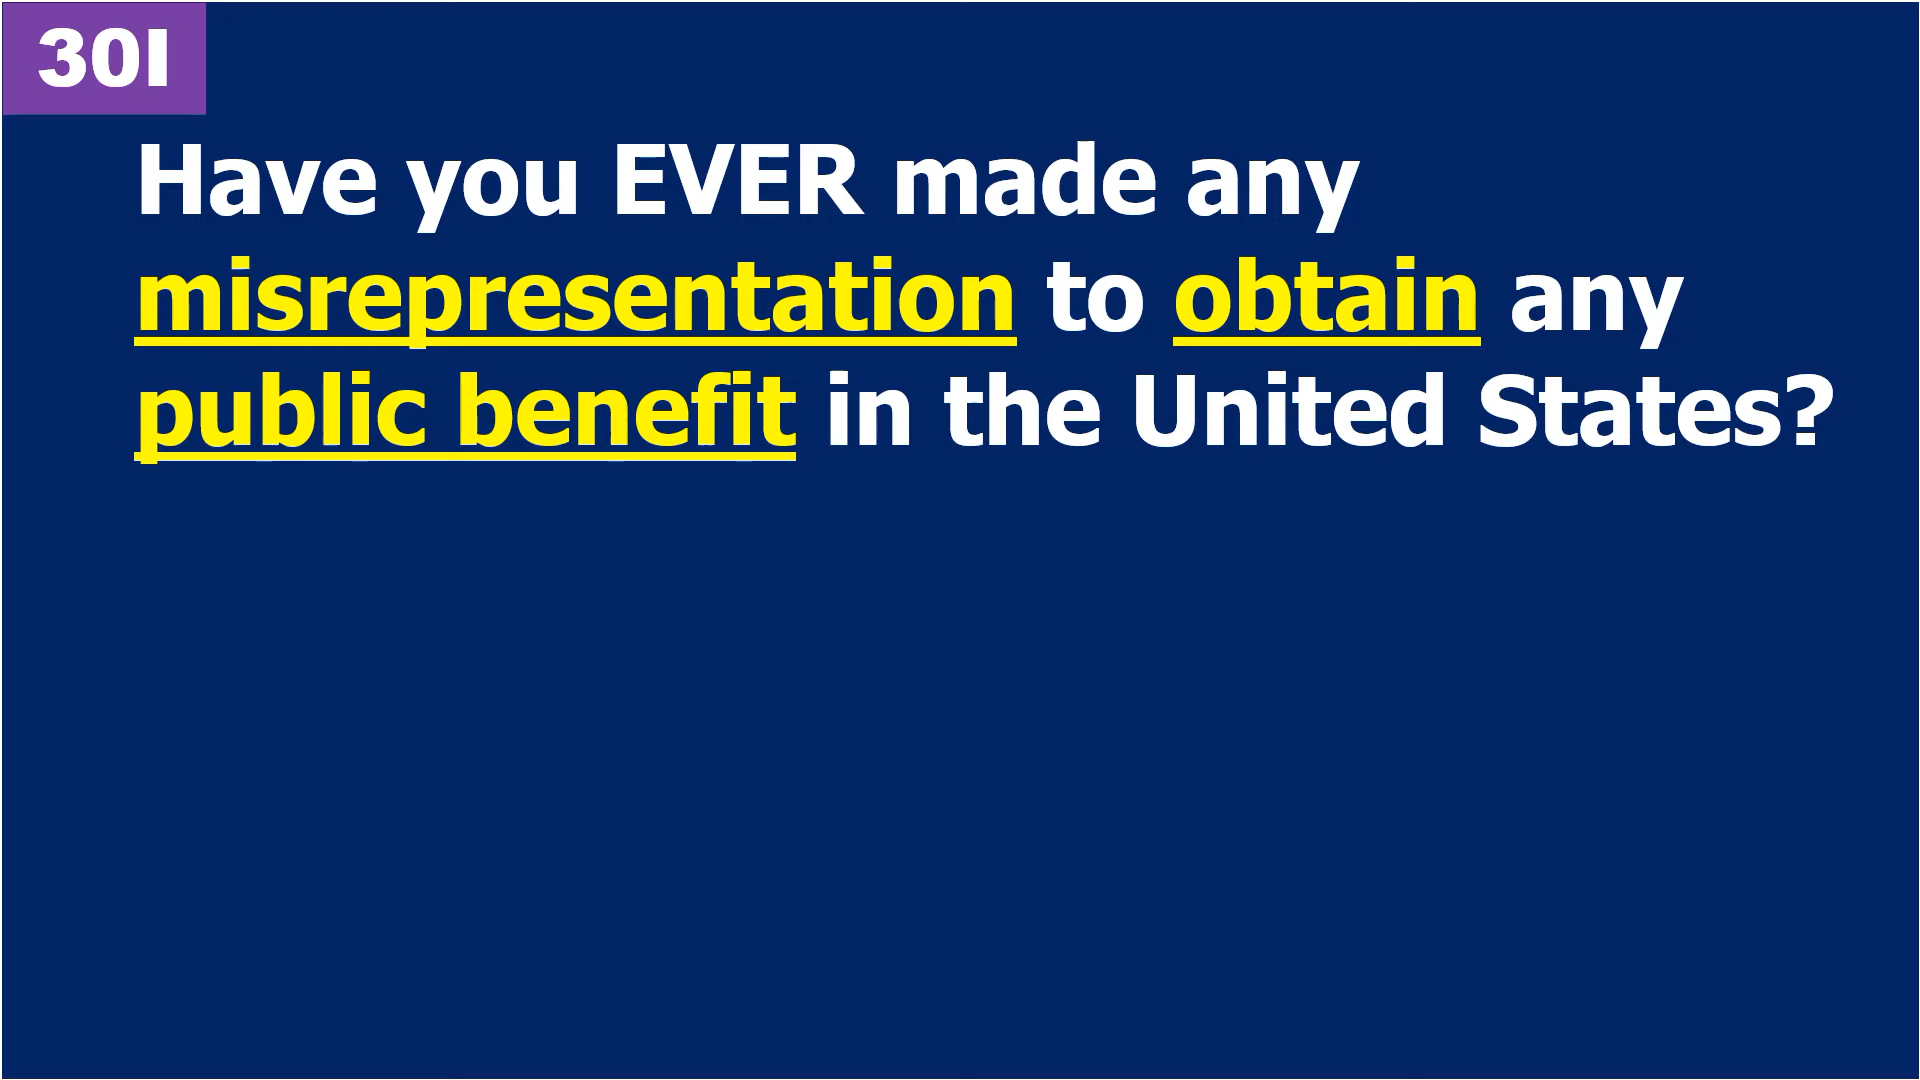 30I
Have you EVER made any
misrepresentation to obtain any
public benefit in the United States?